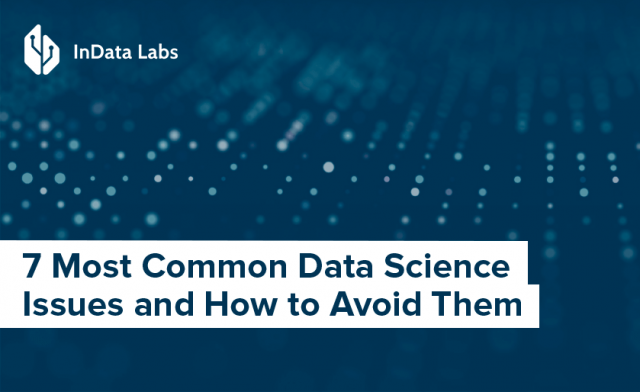 InData Labs
7 Most Common Data Science
Issues and How to Avoid Them